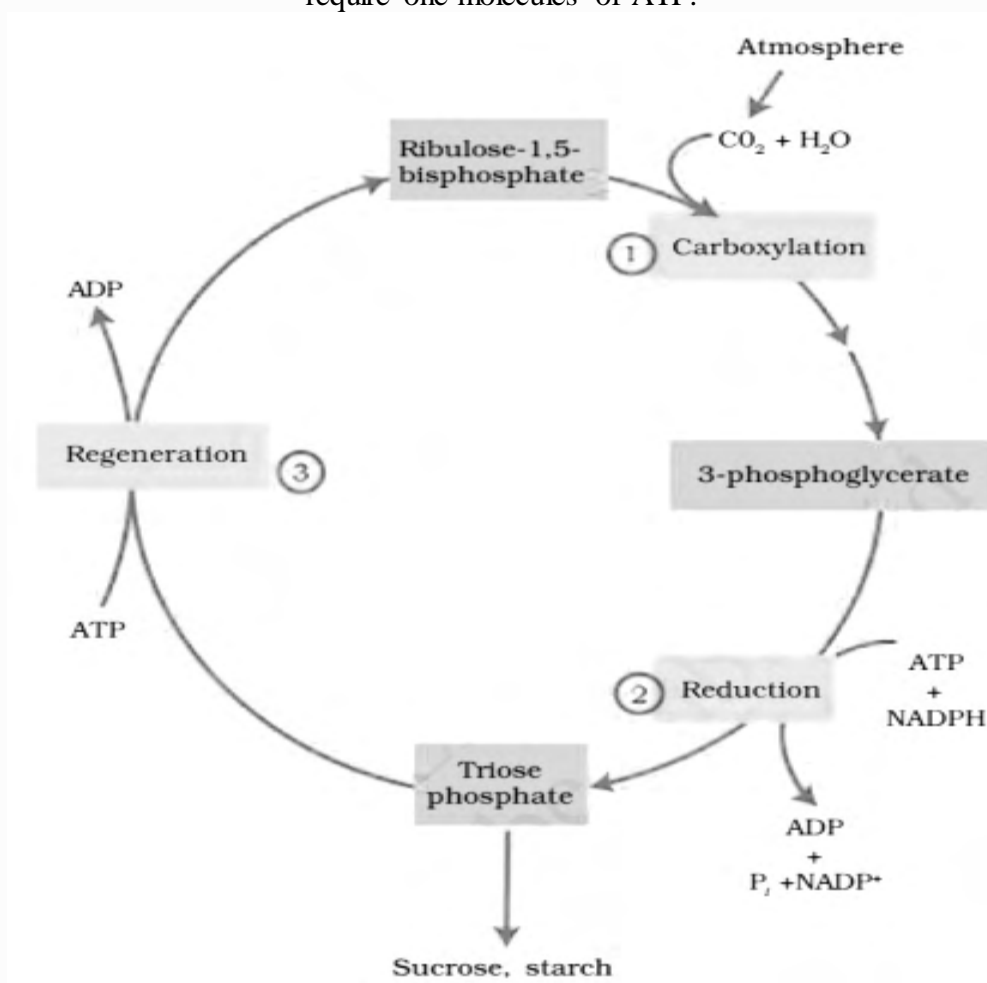 require one molecules of ATP.
Atmosphere
CO₂ + H₂O
Ribulose-1,5-
bisphosphate
1
Carboxylation
ADP
Regeneration
3
3-phosphoglycerate
ATP
2
Reduction
ATP
+
NADPH
Triose
phosphate
ADP
+
Pᵢ +NADP⁺
Sucrose, starch